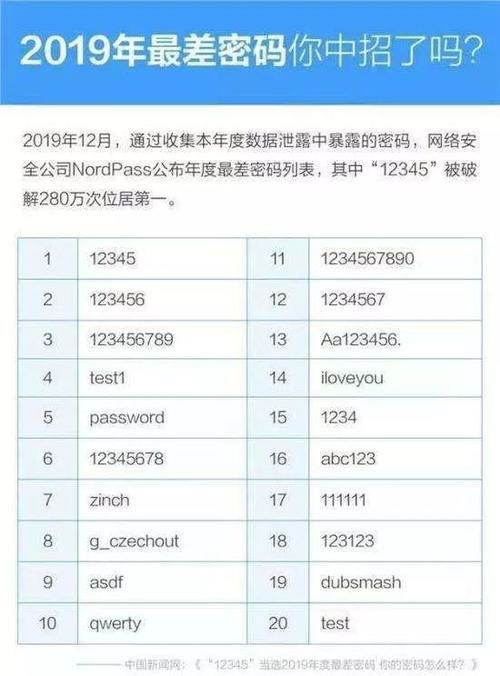 2019年最差密码你中招了吗?
2019年12月，通过收集本年度数据泄露中暴露的密码，网络安
全公司NordPass公布年度最差密码列表，其中“12345”被破
解280万次位居第一。
1 12345 11 1234567890
2 123456 12 1234567
3 123456789 13 Aa123456.
4 test1 14 iloveyou
5 password 15 1234
6 12345678 16 abc123
7 zinch 17 111111
8 g_czechout 18 123123
9 asdf 19 dubsmash
10 qwerty 20 test
—— 中国新闻网：《 “12345”当选2019年度最差密码 你的密码怎么样? 》